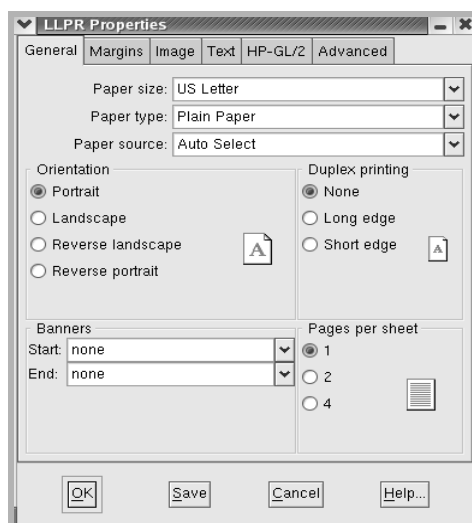 LLPR Properties
General Margins Image Text HP-GL/2 Advanced
Paper size: US Letter
Paper type: Plain Paper
Paper source: Auto Select
Orientation
Portrait
Landscape
Reverse landscape
Reverse portrait
A
Duplex printing
None
Long edge
Short edge
A
Banners
Start: none
End: none
Pages per sheet
1
2
4
OK Save Cancel Help...